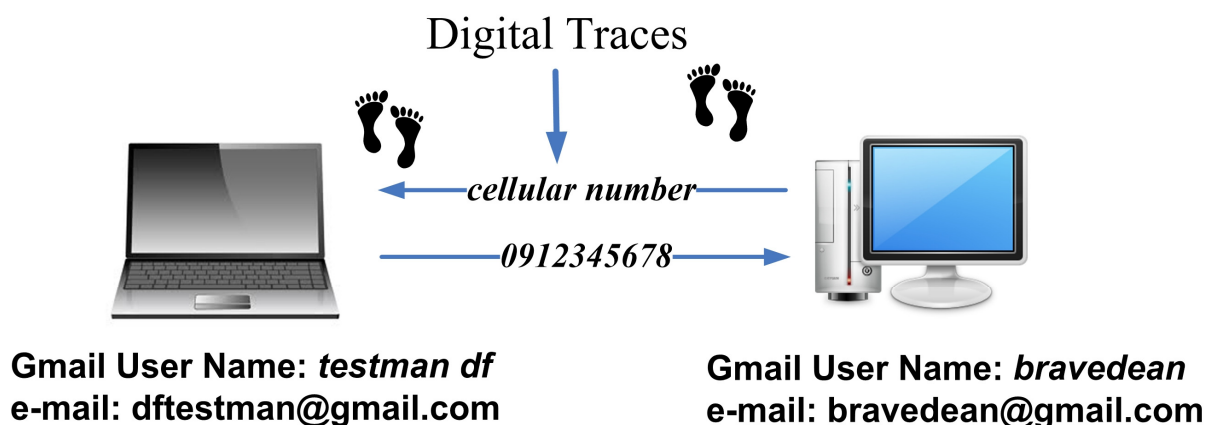 Digital Traces
cellular number
0912345678
Gmail User Name: testman df
e-mail: dftestman@gmail.com
Gmail User Name: bravedean
e-mail: bravedean@gmail.com